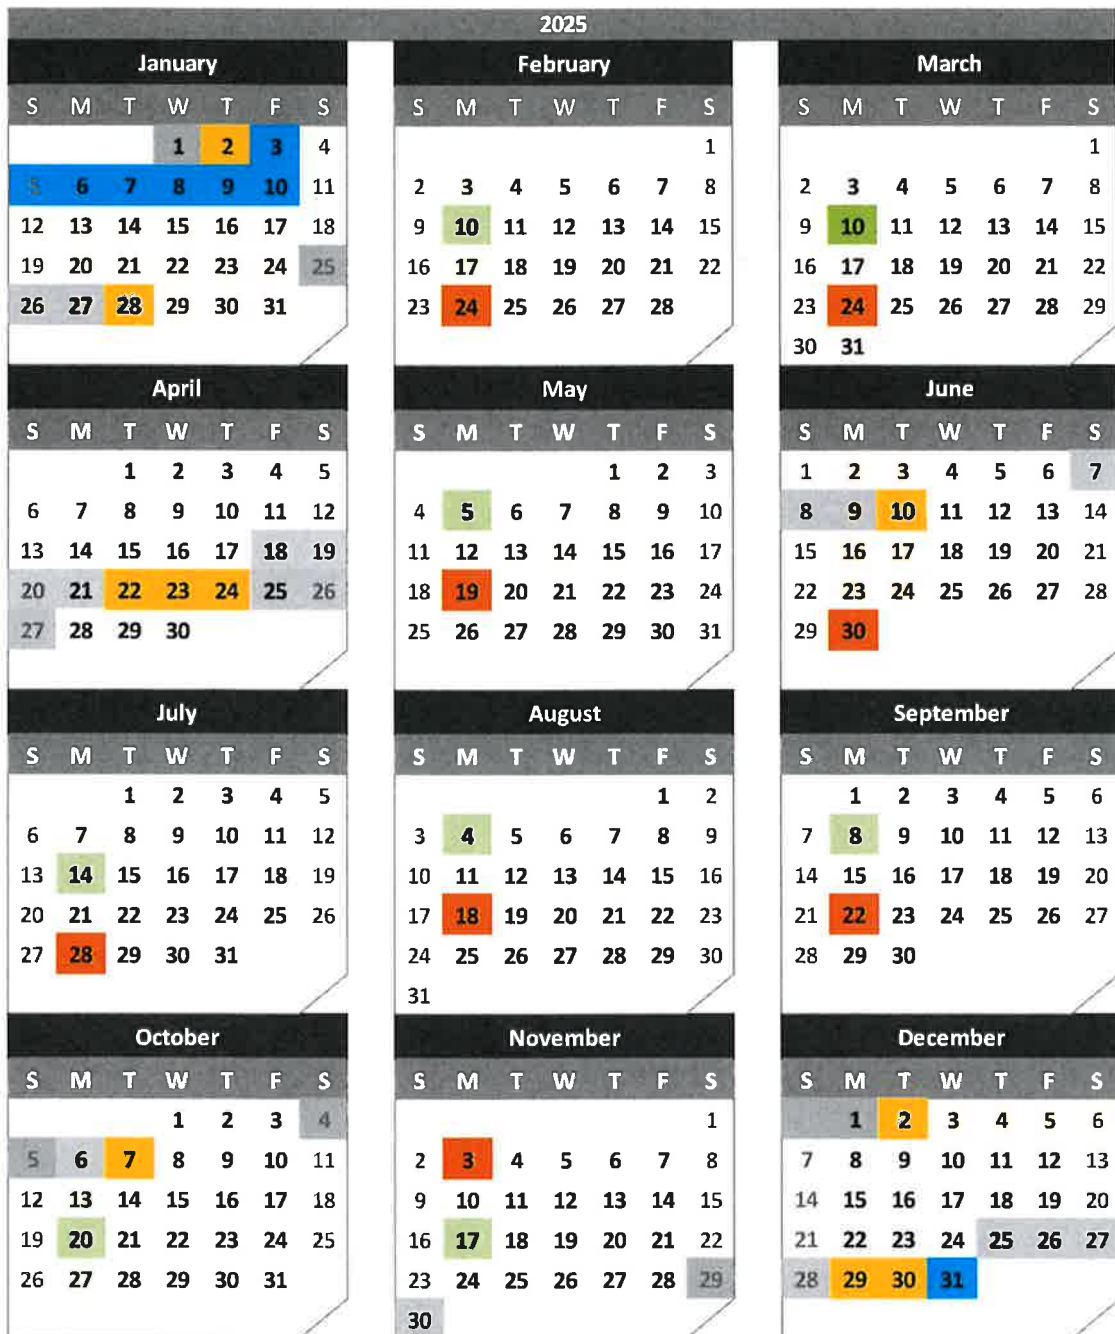 2025
January
S M T W T F S
1 2 3 4
5 6 7 8 9 10 11
12 13 14 15 16 17 18
19 20 21 22 23 24 25
26 27 28 29 30 31
February
S M T W T F S
1
2 3 4 5 6 7 8
9 10 11 12 13 14 15
16 17 18 19 20 21 22
23 24 25 26 27 28
March
S M T W T F S
1
2 3 4 5 6 7 8
9 10 11 12 13 14 15
16 17 18 19 20 21 22
23 24 25 26 27 28 29
30 31
April
S M T W T F S
1 2 3 4 5
6 7 8 9 10 11 12
13 14 15 16 17 18 19
20 21 22 23 24 25 26
27 28 29 30
May
S M T W T F S
1 2 3
4 5 6 7 8 9 10
11 12 13 14 15 16 17
18 19 20 21 22 23 24
25 26 27 28 29 30 31
June
S M T W T F S
1 2 3 4 5 6 7
8 9 10 11 12 13 14
15 16 17 18 19 20 21
22 23 24 25 26 27 28
29 30
July
S M T W T F S
1 2 3 4 5
6 7 8 9 10 11 12
13 14 15 16 17 18 19
20 21 22 23 24 25 26
27 28 29 30 31
August
S M T W T F S
1 2
3 4 5 6 7 8 9
10 11 12 13 14 15 16
17 18 19 20 21 22 23
24 25 26 27 28 29 30
31
September
S M T W T F S
1 2 3 4 5 6
7 8 9 10 11 12 13
14 15 16 17 18 19 20
21 22 23 24 25 26 27
28 29 30
October
S M T W T F S
1 2 3 4
5 6 7 8 9 10 11
12 13 14 15 16 17 18
19 20 21 22 23 24 25
26 27 28 29 30 31
November
S M T W T F S
1
2 3 4 5 6 7 8
9 10 11 12 13 14 15
16 17 18 19 20 21 22
23 24 25 26 27 28 29
30
December
S M T W T F S
1 2 3 4 5 6
7 8 9 10 11 12 13
14 15 16 17 18 19 20
21 22 23 24 25 26 27
28 29 30 31